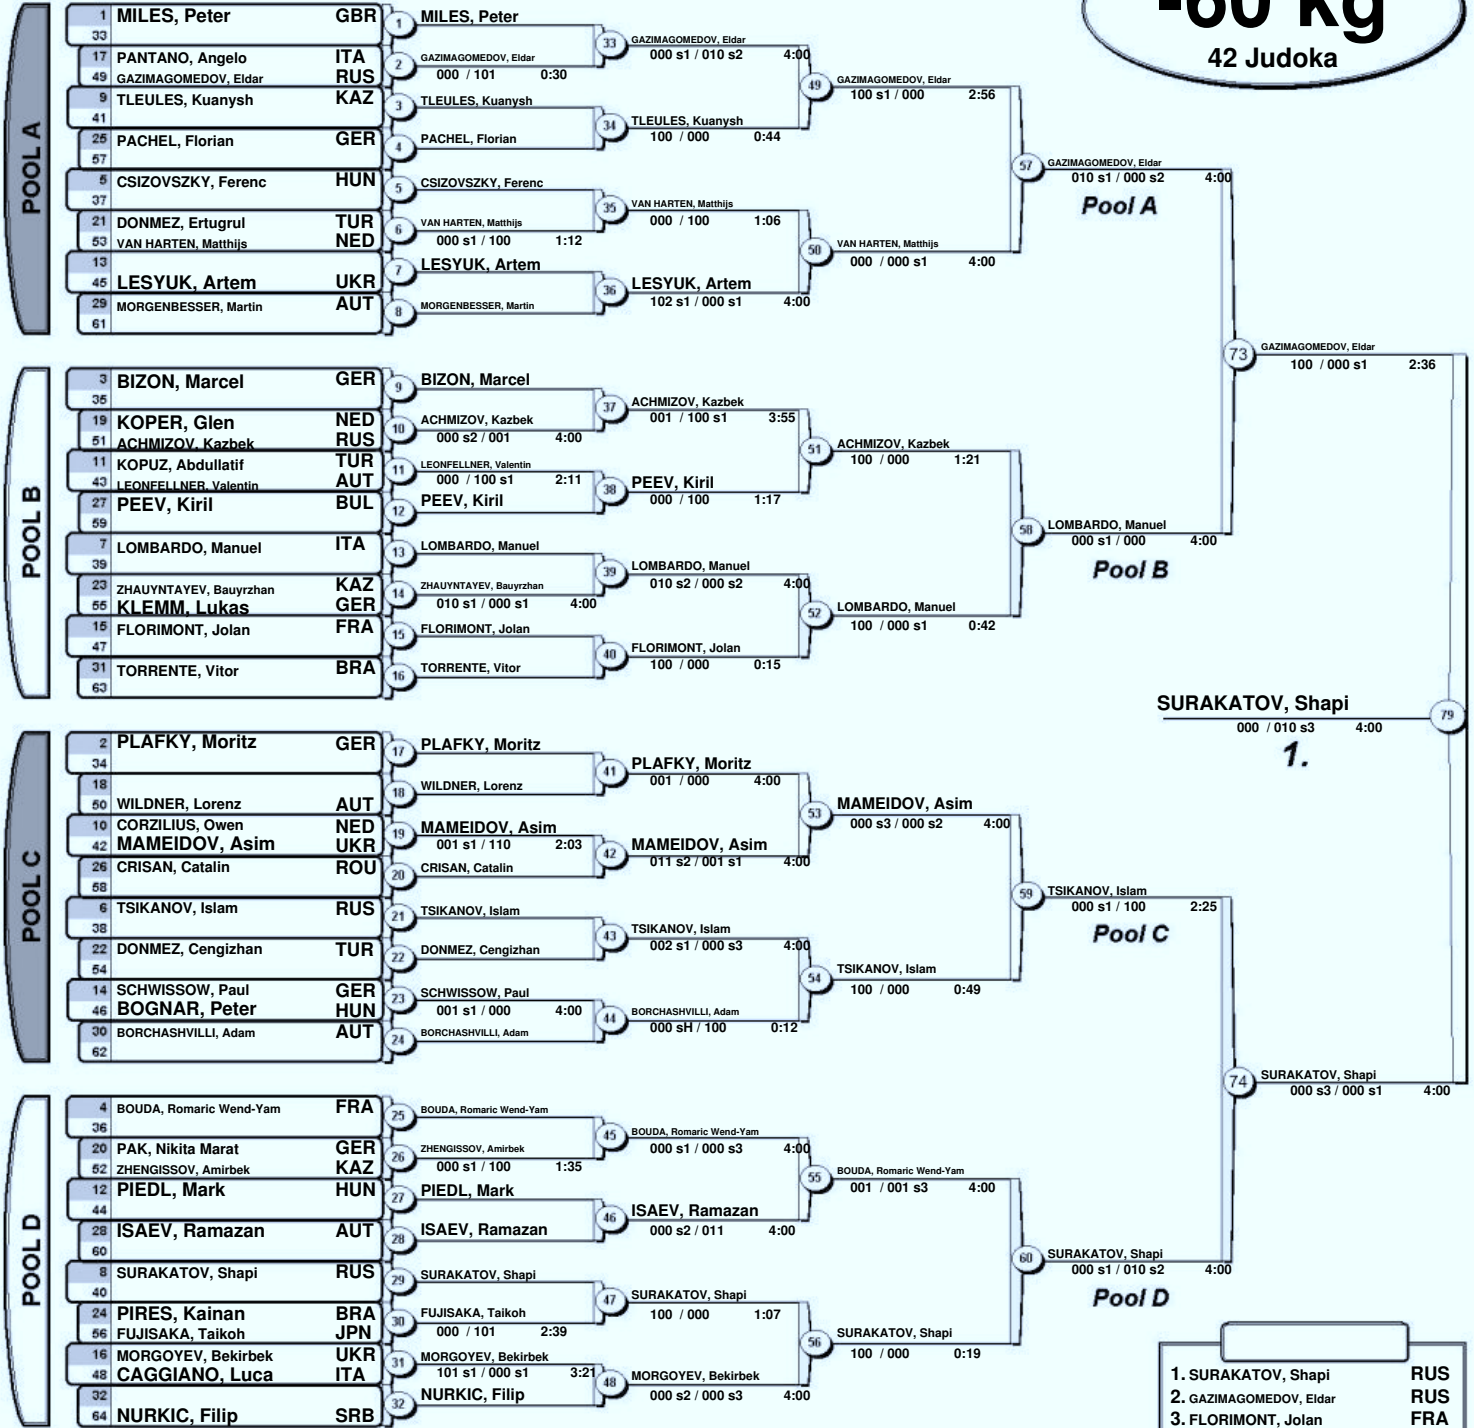 -60 kg
42 Judoka
POOL A
1 MILES, Peter GBR
33
17 PANTANO, Angelo ITA
49 GAZIMAGOMEDOV, Eldar RUS
9 TLEULES, Kuanysh KAZ
41
25 PACHEL, Florian GER
57
5 CSIZOVSZKY, Ferenc HUN
37
21 DONMEZ, Ertugrul TUR
53 VAN HARTEN, Matthijs NED
13
45 LESYUK, Artem UKR
29 MORGENBESSER, Martin AUT
61
1 MILES, Peter
2 GAZIMAGOMEDOV, Eldar
000 / 101 0:30
3 TLEULES, Kuanysh
4 PACHEL, Florian
5 CSIZOVSZKY, Ferenc
6 VAN HARTEN, Matthijs
000 s1 / 100 1:12
7 LESYUK, Artem
8 MORGENBESSER, Martin
33 GAZIMAGOMEDOV, Eldar
000 s1 / 010 s2 4:00
34 TLEULES, Kuanysh
100 / 000 0:44
35 VAN HARTEN, Matthijs
000 / 100 1:06
36 LESYUK, Artem
102 s1 / 000 s1 4:00
49 GAZIMAGOMEDOV, Eldar
100 s1 / 000 2:56
50 VAN HARTEN, Matthijs
000 / 000 s1 4:00
57 GAZIMAGOMEDOV, Eldar
010 s1 / 000 s2 4:00
Pool A
POOL B
3 BIZON, Marcel GER
35
19 KOPER, Glen NED
51 ACHMIZOV, Kazbek RUS
11 KOPUZ, Abdullatif TUR
43 LEONFELLNER, Valentin AUT
27 PEEV, Kiril BUL
59
7 LOMBARDO, Manuel ITA
39
23 ZHAUYNTAYEV, Bauyrzhan KAZ
55 KLEMM, Lukas GER
15 FLORIMONT, Jolan FRA
47
31 TORRENTE, Vitor BRA
63
9 BIZON, Marcel
10 ACHMIZOV, Kazbek
000 s2 / 001 4:00
11 LEONFELLNER, Valentin
000 / 100 s1 2:11
12 PEEV, Kiril
13 LOMBARDO, Manuel
14 ZHAUYNTAYEV, Bauyrzhan
010 s1 / 000 s1 4:00
15 FLORIMONT, Jolan
16 TORRENTE, Vitor
37 ACHMIZOV, Kazbek
001 / 100 s1 3:55
38 PEEV, Kiril
000 / 100 1:17
39 LOMBARDO, Manuel
010 s2 / 000 s2 4:00
40 FLORIMONT, Jolan
100 / 000 0:15
51 ACHMIZOV, Kazbek
100 / 000 1:21
52 LOMBARDO, Manuel
100 / 000 s1 0:42
58 LOMBARDO, Manuel
000 s1 / 000 4:00
Pool B
73 GAZIMAGOMEDOV, Eldar
100 / 000 s1 2:36
SURAKATOV, Shapi 79
000 / 010 s3 4:00
1.
POOL C
2 PLAFKY, Moritz GER
34
18
50 WILDNER, Lorenz AUT
10 CORZILIUS, Owen NED
42 MAMEIDOV, Asim UKR
26 CRISAN, Catalin ROU
58
6 TSIKANOV, Islam RUS
38
22 DONMEZ, Cengizhan TUR
54
14 SCHWISSOW, Paul GER
46 BOGNAR, Peter HUN
30 BORCHASHVILLI, Adam AUT
62
17 PLAFKY, Moritz
18 WILDNER, Lorenz
19 MAMEIDOV, Asim
001 s1 / 110 2:03
20 CRISAN, Catalin
21 TSIKANOV, Islam
22 DONMEZ, Cengizhan
23 SCHWISSOW, Paul
001 s1 / 000 4:00
24 BORCHASHVILLI, Adam
41 PLAFKY, Moritz
001 / 000 4:00
42 MAMEIDOV, Asim
011 s2 / 001 s1 4:00
43 TSIKANOV, Islam
002 s1 / 000 s3 4:00
44 BORCHASHVILLI, Adam
000 sH / 100 0:12
53 MAMEIDOV, Asim
000 s3 / 000 s2 4:00
54 TSIKANOV, Islam
100 / 000 0:49
59 TSIKANOV, Islam
000 s1 / 100 2:25
Pool C
POOL D
4 BOUDA, Romaric Wend-Yam FRA
36
20 PAK, Nikita Marat GER
52 ZHENGISSOV, Amirbek KAZ
12 PIEDL, Mark HUN
44
28 ISAEV, Ramazan AUT
60
8 SURAKATOV, Shapi RUS
40
24 PIRES, Kainan BRA
56 FUJISAKA, Taikoh JPN
16 MORGOYEV, Bekirbek UKR
48 CAGGIANO, Luca ITA
32
64 NURKIC, Filip SRB
25 BOUDA, Romaric Wend-Yam
26 ZHENGISSOV, Amirbek
000 s1 / 100 1:35
27 PIEDL, Mark
28 ISAEV, Ramazan
29 SURAKATOV, Shapi
30 FUJISAKA, Taikoh
000 / 101 2:39
31 MORGOYEV, Bekirbek
101 s1 / 000 s1 3:21
32 NURKIC, Filip
45 BOUDA, Romaric Wend-Yam
000 s1 / 000 s3 4:00
46 ISAEV, Ramazan
000 s2 / 011 4:00
47 SURAKATOV, Shapi
100 / 000 1:07
48 MORGOYEV, Bekirbek
000 s2 / 000 s3 4:00
55 BOUDA, Romaric Wend-Yam
001 / 001 s3 4:00
56 SURAKATOV, Shapi
100 / 000 0:19
60 SURAKATOV, Shapi
000 s1 / 010 s2 4:00
Pool D
74 SURAKATOV, Shapi
000 s3 / 000 s1 4:00
1. SURAKATOV, Shapi RUS
2. GAZIMAGOMEDOV, Eldar RUS
3. FLORIMONT, Jolan FRA